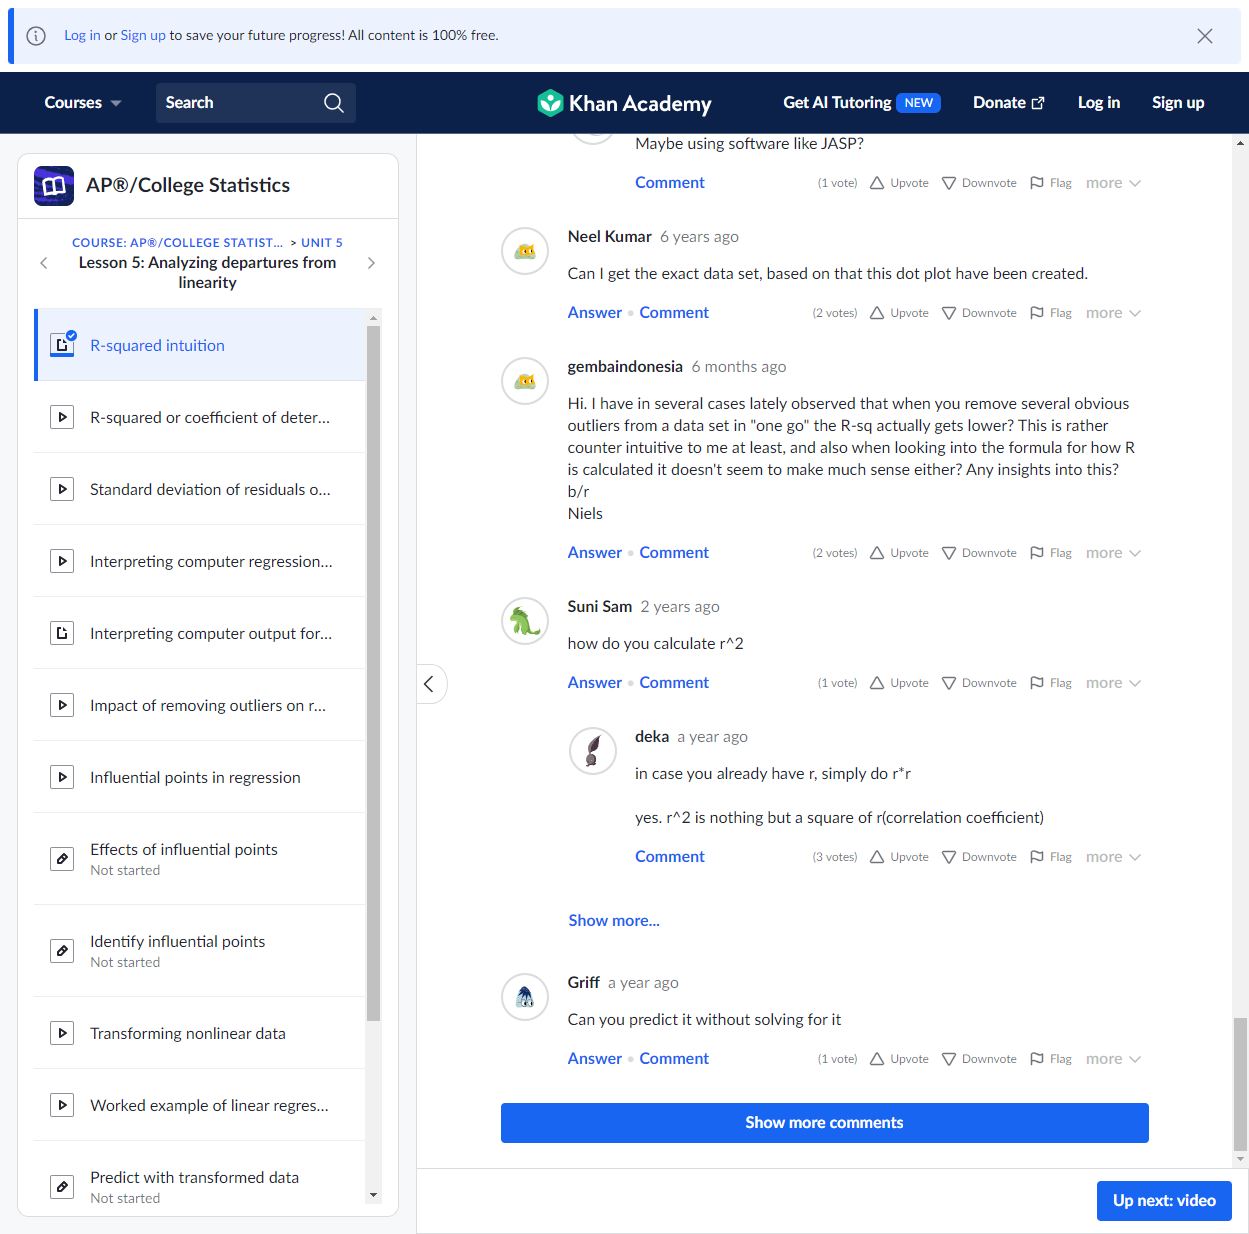 Log in or Sign up to save your future progress! All content is 100% free.
Courses
Search
Khan Academy
Get AI Tutoring NEW
Donate
Log in
Sign up
AP®/College Statistics
COURSE: AP®/COLLEGE STATIST... > UNIT 5
Lesson 5: Analyzing departures from
linearity
R-squared intuition
R-squared or coefficient of deter...
Standard deviation of residuals o...
Interpreting computer regression...
Interpreting computer output for...
Impact of removing outliers on r...
Influential points in regression
Effects of influential points
Not started
Identify influential points
Not started
Transforming nonlinear data
Worked example of linear regres...
Predict with transformed data
Not started
Maybe using software like JASP?
Comment (1 vote) Upvote Downvote Flag more
Neel Kumar 6 years ago
Can I get the exact data set, based on that this dot plot have been created.
Answer • Comment (2 votes) Upvote Downvote Flag more
gembaindonesia 6 months ago
Hi. I have in several cases lately observed that when you remove several obvious
outliers from a data set in "one go" the R-sq actually gets lower? This is rather
counter intuitive to me at least, and also when looking into the formula for how R
is calculated it doesn't seem to make much sense either? Any insights into this?
b/r
Niels
Answer • Comment (2 votes) Upvote Downvote Flag more
Suni Sam 2 years ago
how do you calculate r^2
Answer • Comment (1 vote) Upvote Downvote Flag more
deka a year ago
in case you already have r, simply do r*r
yes. r^2 is nothing but a square of r(correlation coefficient)
Comment (3 votes) Upvote Downvote Flag more
Show more...
Griff a year ago
Can you predict it without solving for it
Answer • Comment (1 vote) Upvote Downvote Flag more
Show more comments
Up next: video